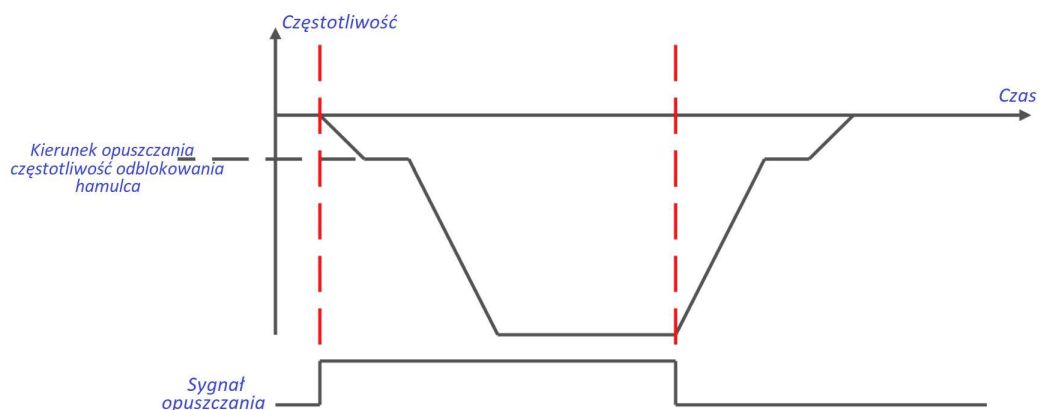 Częstotliwość
Czas
Kierunek opuszczania
częstotliwość odblokowania
hamulca
Sygnał
opuszczania